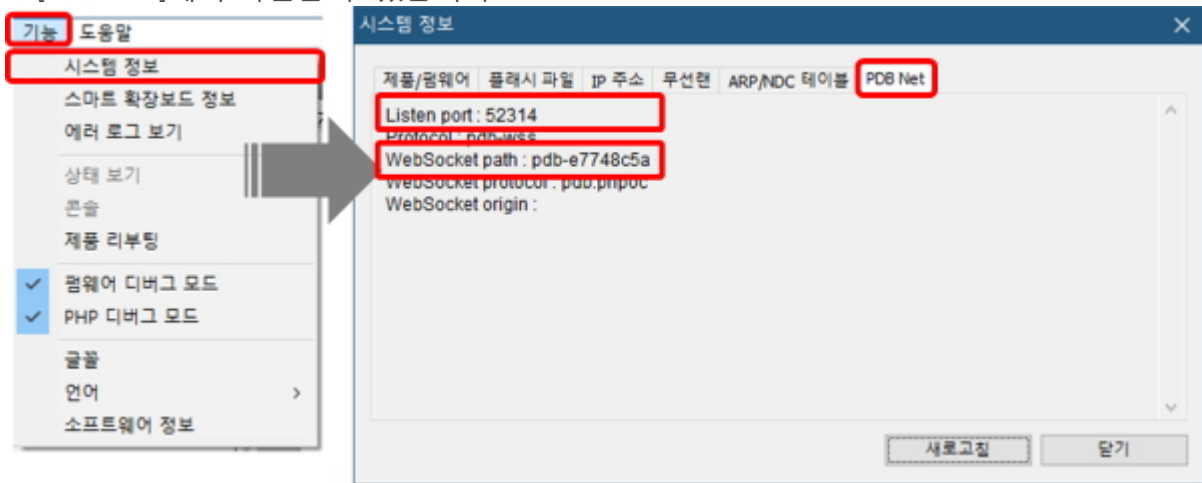 기능 도움말
시스템 정보
스마트 확장보드 정보
에러 로그 보기
상태 보기
콘솔
제품 리부팅
펌웨어 디버그 모드
PHP 디버그 모드
글꼴
언어
소프트웨어 정보
시스템 정보
제품/펌웨어 플래시 파일 IP 주소 무선랜 ARP/NDC 테이블 PDB Net
Listen port : 52314
Protocol : pdb-wss
WebSocket path : pdb-e7748c5a
WebSocket protocol : pdb.phpoc
WebSocket origin :
새로고침 닫기